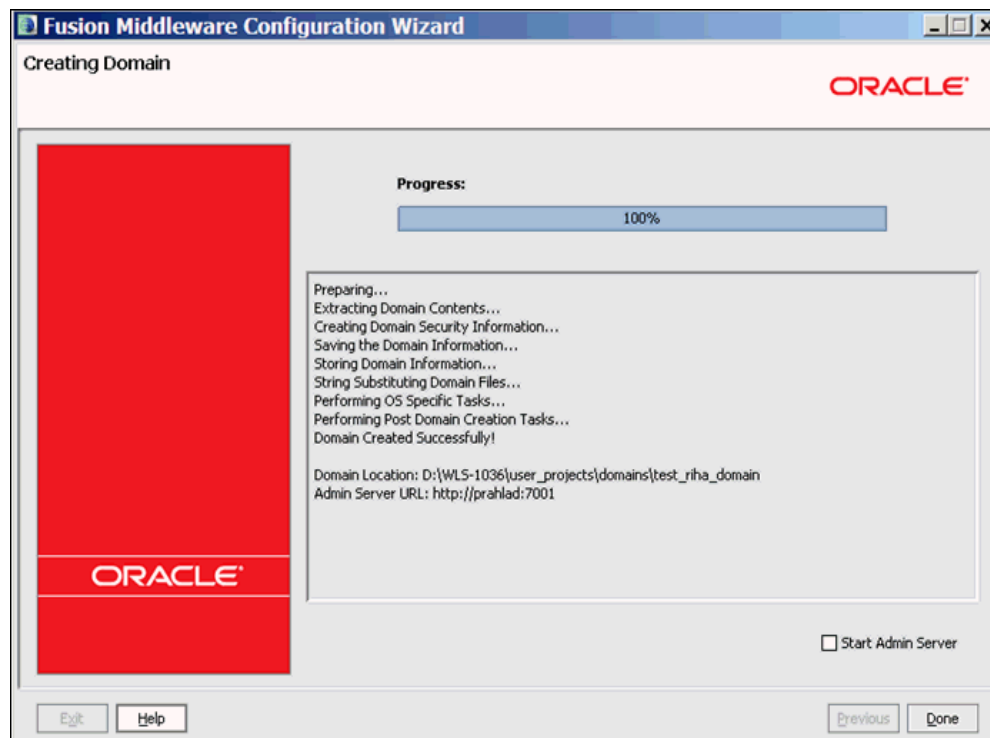 Fusion Middleware Configuration Wizard
Creating Domain
ORACLE
Progress:
100%
Preparing...
Extracting Domain Contents...
Creating Domain Security Information...
Saving the Domain Information...
Storing Domain Information...
String Substituting Domain Files...
Performing OS Specific Tasks...
Performing Post Domain Creation Tasks...
Domain Created Successfully!
Domain Location: D:\WLS-1036\user_projects\domains\test_riha_domain
Admin Server URL: http://prahlad:7001
ORACLE
Start Admin Server
Exit
Help
Previous
Done